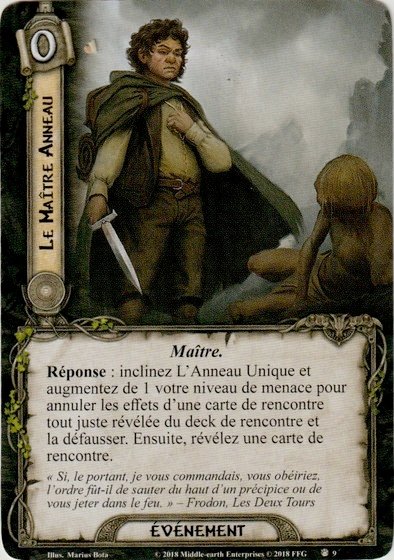 0
LE MAÎTRE ANNEAU
Maître.
Réponse : inclinez L'Anneau Unique et
augmentez de 1 votre niveau de menace pour
annuler les effets d'une carte de rencontre
tout juste révélée du deck de rencontre et
la défausser. Ensuite, révélez une carte de
rencontre.
« Si, le portant, je vous commandais, vous obéiriez,
l'ordre fût-il de sauter du haut d'un précipice ou de
vous jeter dans le feu. » – Frodon, Les Deux Tours
ÉVÉNEMENT
Illus. Marius Bota © 2018 Middle-earth Enterprises © 2018 FFG 9